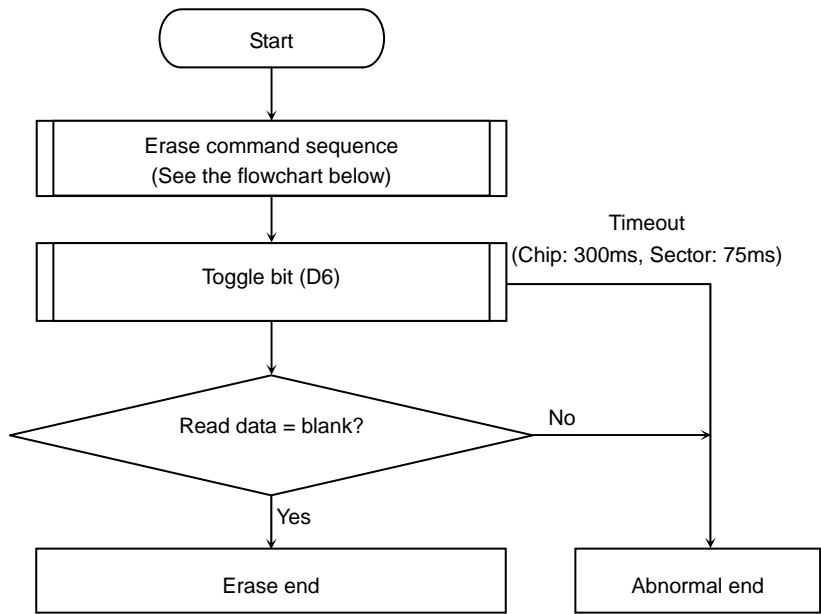 Start
Erase command sequence
(See the flowchart below)
Timeout
(Chip: 300ms, Sector: 75ms)
Toggle bit (D6)
Read data = blank?
No
Yes
Erase end
Abnormal end